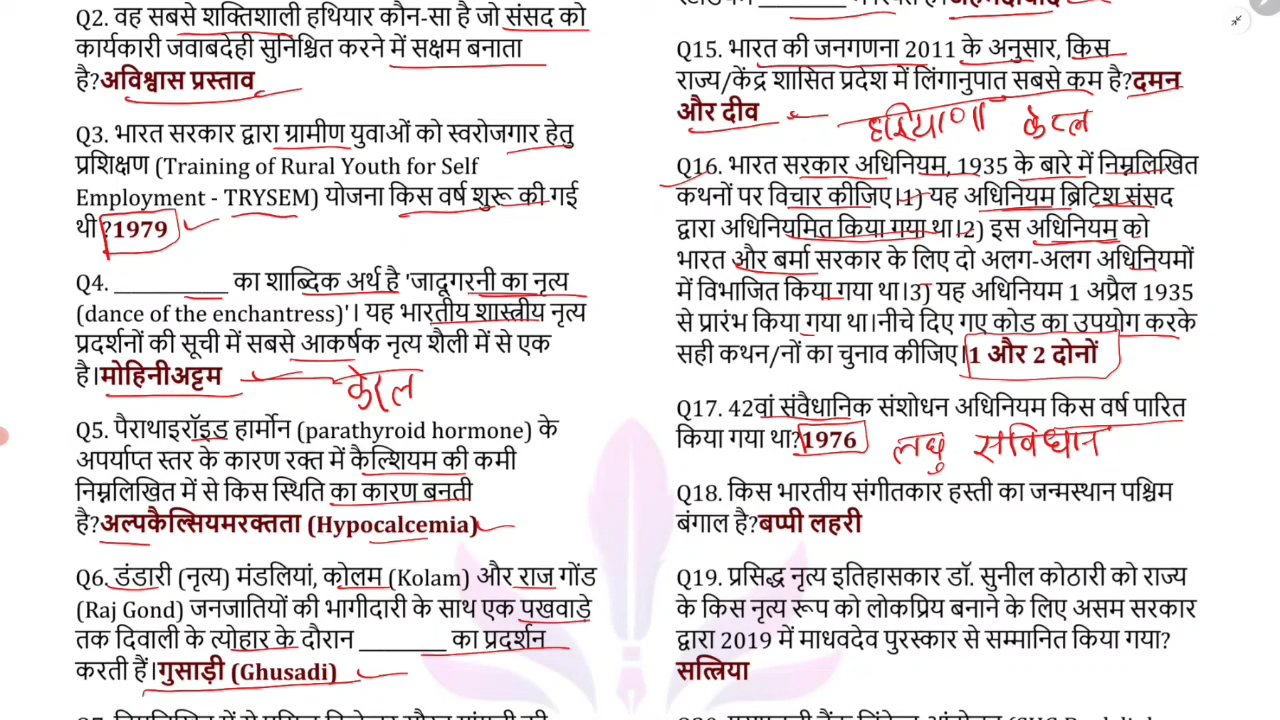 Q2. वह सबसे शक्तिशाली हथियार कौन-सा है जो संसद को
कार्यकारी जवाबदेही सुनिश्चित करने में सक्षम बनाता
है?अविश्वास प्रस्ताव
Q3. भारत सरकार द्वारा ग्रामीण युवाओं को स्वरोजगार हेतु
प्रशिक्षण (Training of Rural Youth for Self
Employment - TRYSEM) योजना किस वर्ष शुरू की गई
थी ?1979
Q4. __________ का शाब्दिक अर्थ है 'जादूगरनी का नृत्य
(dance of the enchantress)'। यह भारतीय शास्त्रीय नृत्य
प्रदर्शनों की सूची में सबसे आकर्षक नृत्य शैली में से एक
है।मोहिनीअट्टम
केरल
Q5. पैराथाइरॉइड हार्मोन (parathyroid hormone) के
अपर्याप्त स्तर के कारण रक्त में कैल्शियम की कमी
निम्नलिखित में से किस स्थिति का कारण बनती
है?अल्पकैल्सियमरक्तता (Hypocalcemia)
Q6. डंडारी (नृत्य) मंडलियां, कोलम (Kolam) और राज गोंड
(Raj Gond) जनजातियों की भागीदारी के साथ एक पखवाड़े
तक दिवाली के त्योहार के दौरान ________ का प्रदर्शन
करती हैं।गुसाड़ी (Ghusadi)
Q15. भारत की जनगणना 2011 के अनुसार, किस
राज्य/केंद्र शासित प्रदेश में लिंगानुपात सबसे कम है?दमन
और दीव
हरियाणा केरल
Q16. भारत सरकार अधिनियम, 1935 के बारे में निम्नलिखित
कथनों पर विचार कीजिए।1) यह अधिनियम ब्रिटिश संसद
द्वारा अधिनियमित किया गया था।2) इस अधिनियम को
भारत और बर्मा सरकार के लिए दो अलग-अलग अधिनियमों
में विभाजित किया गया था।3) यह अधिनियम 1 अप्रैल 1935
से प्रारंभ किया गया था।नीचे दिए गए कोड का उपयोग करके
सही कथन/नों का चुनाव कीजिए।1 और 2 दोनों
Q17. 42वां संवैधानिक संशोधन अधिनियम किस वर्ष पारित
किया गया था?1976
लघु सविधान
Q18. किस भारतीय संगीतकार हस्ती का जन्मस्थान पश्चिम
बंगाल है?बप्पी लहरी
Q19. प्रसिद्ध नृत्य इतिहासकार डॉ. सुनील कोठारी को राज्य
के किस नृत्य रूप को लोकप्रिय बनाने के लिए असम सरकार
द्वारा 2019 में माधवदेव पुरस्कार से सम्मानित किया गया?
सत्त्रिया